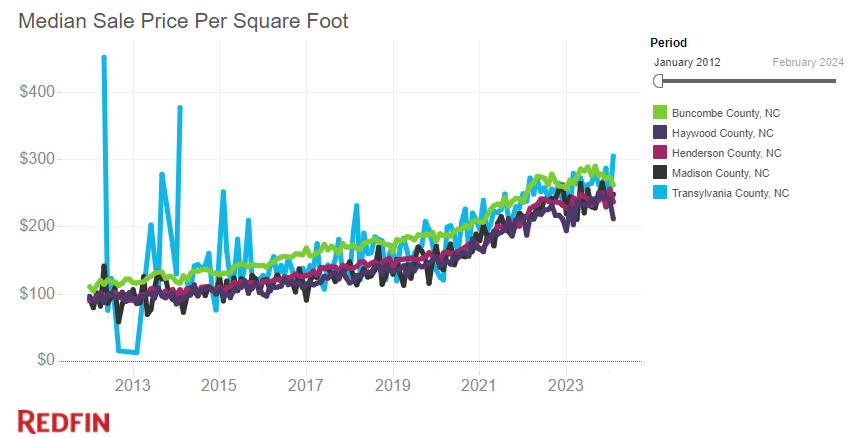 Median Sale Price Per Square Foot
Period
January 2012 February 2024
$400
$300
$200
$100
$0
2013 2015 2017 2019 2021 2023
Buncombe County, NC
Haywood County, NC
Henderson County, NC
Madison County, NC
Transylvania County, NC
REDFIN